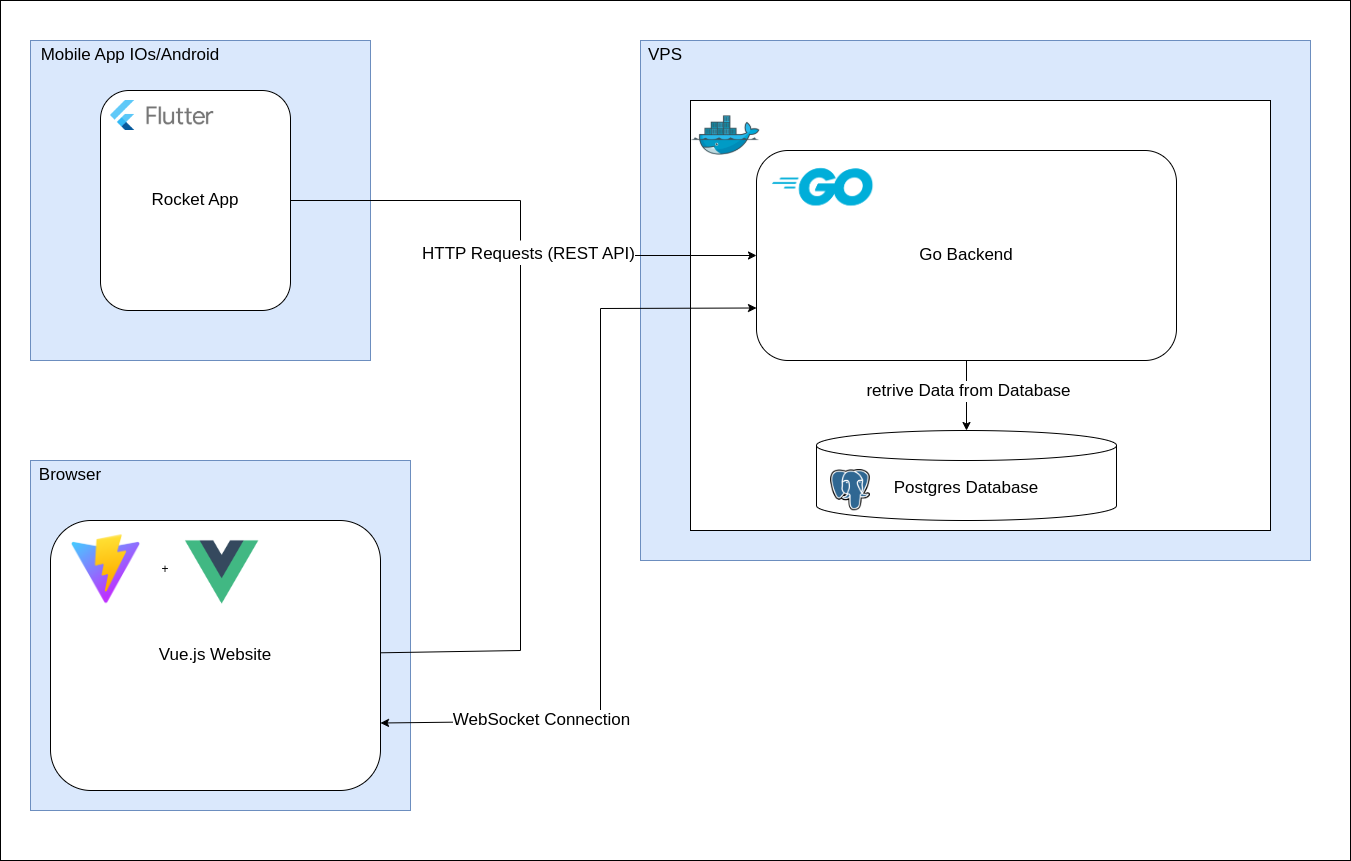 Mobile App IOs/Android
Flutter
Rocket App
VPS
GO
Go Backend
HTTP Requests (REST API)
retrive Data from Database
Postgres Database
Browser
+
Vue.js Website
WebSocket Connection